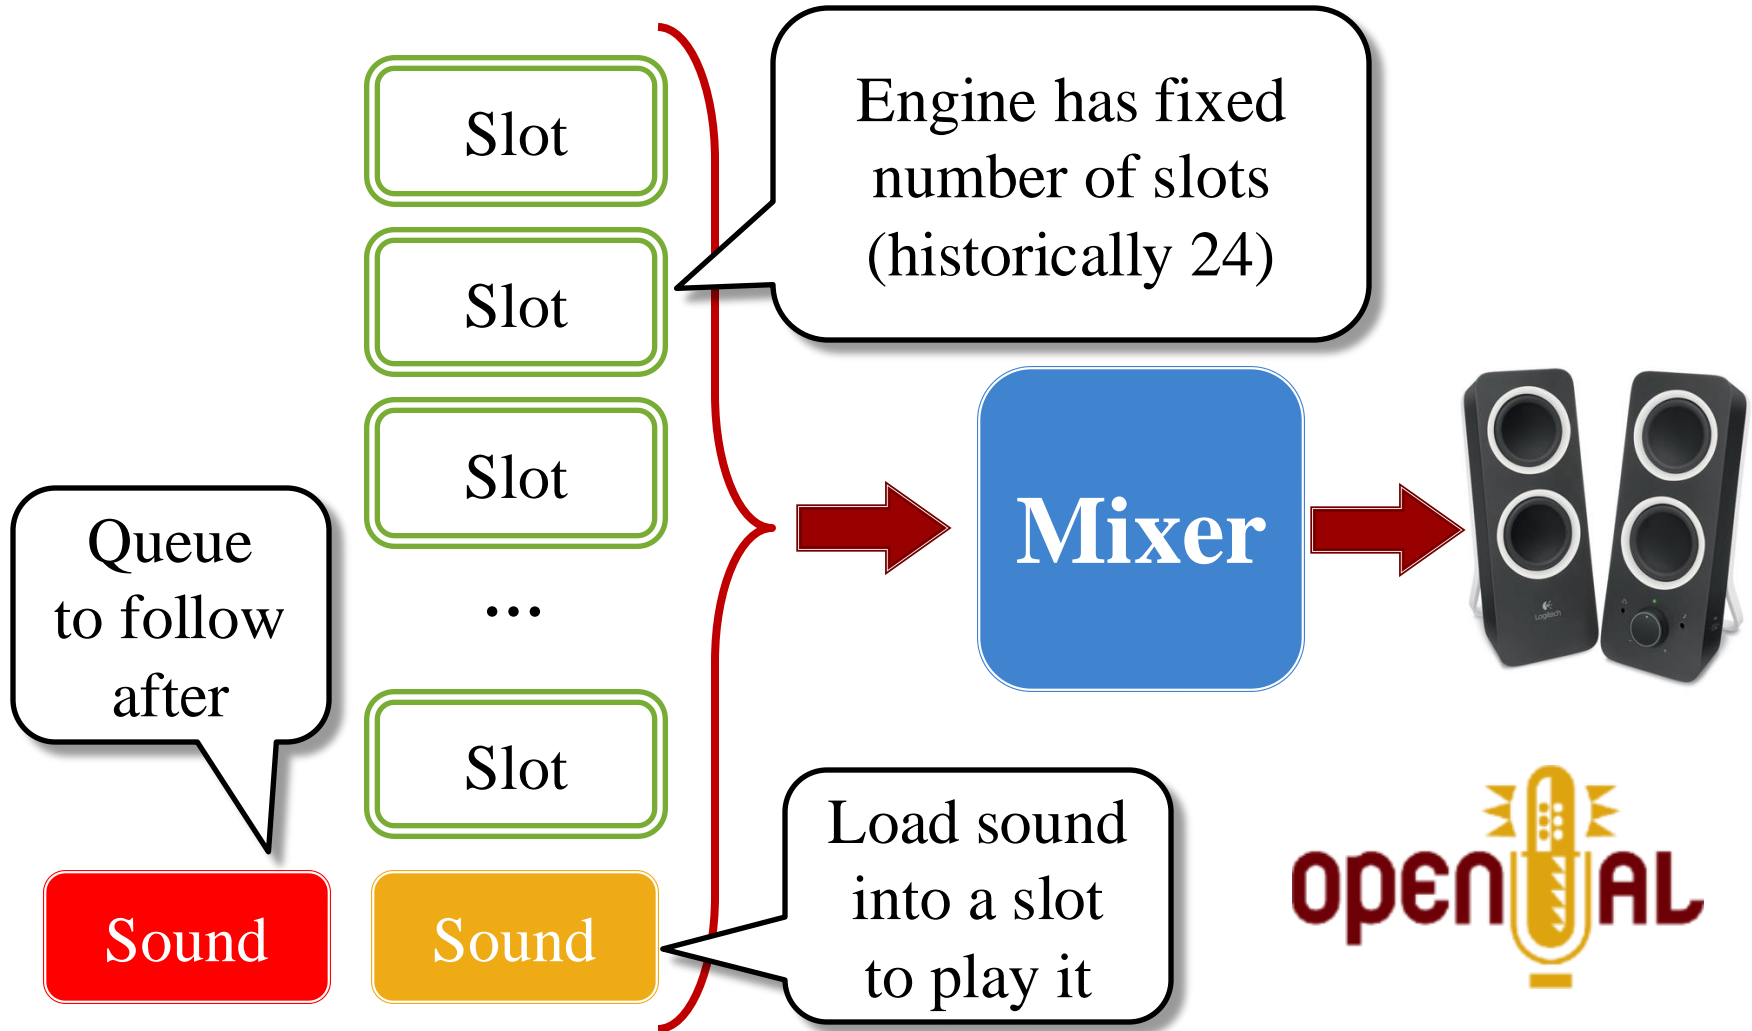 Slot
Engine has fixed
number of slots
(historically 24)
Slot
Slot
Queue
to follow
after
...
Mixer
Logitech
Slot
Load sound
into a slot
to play it
Sound
Sound
OPENAL